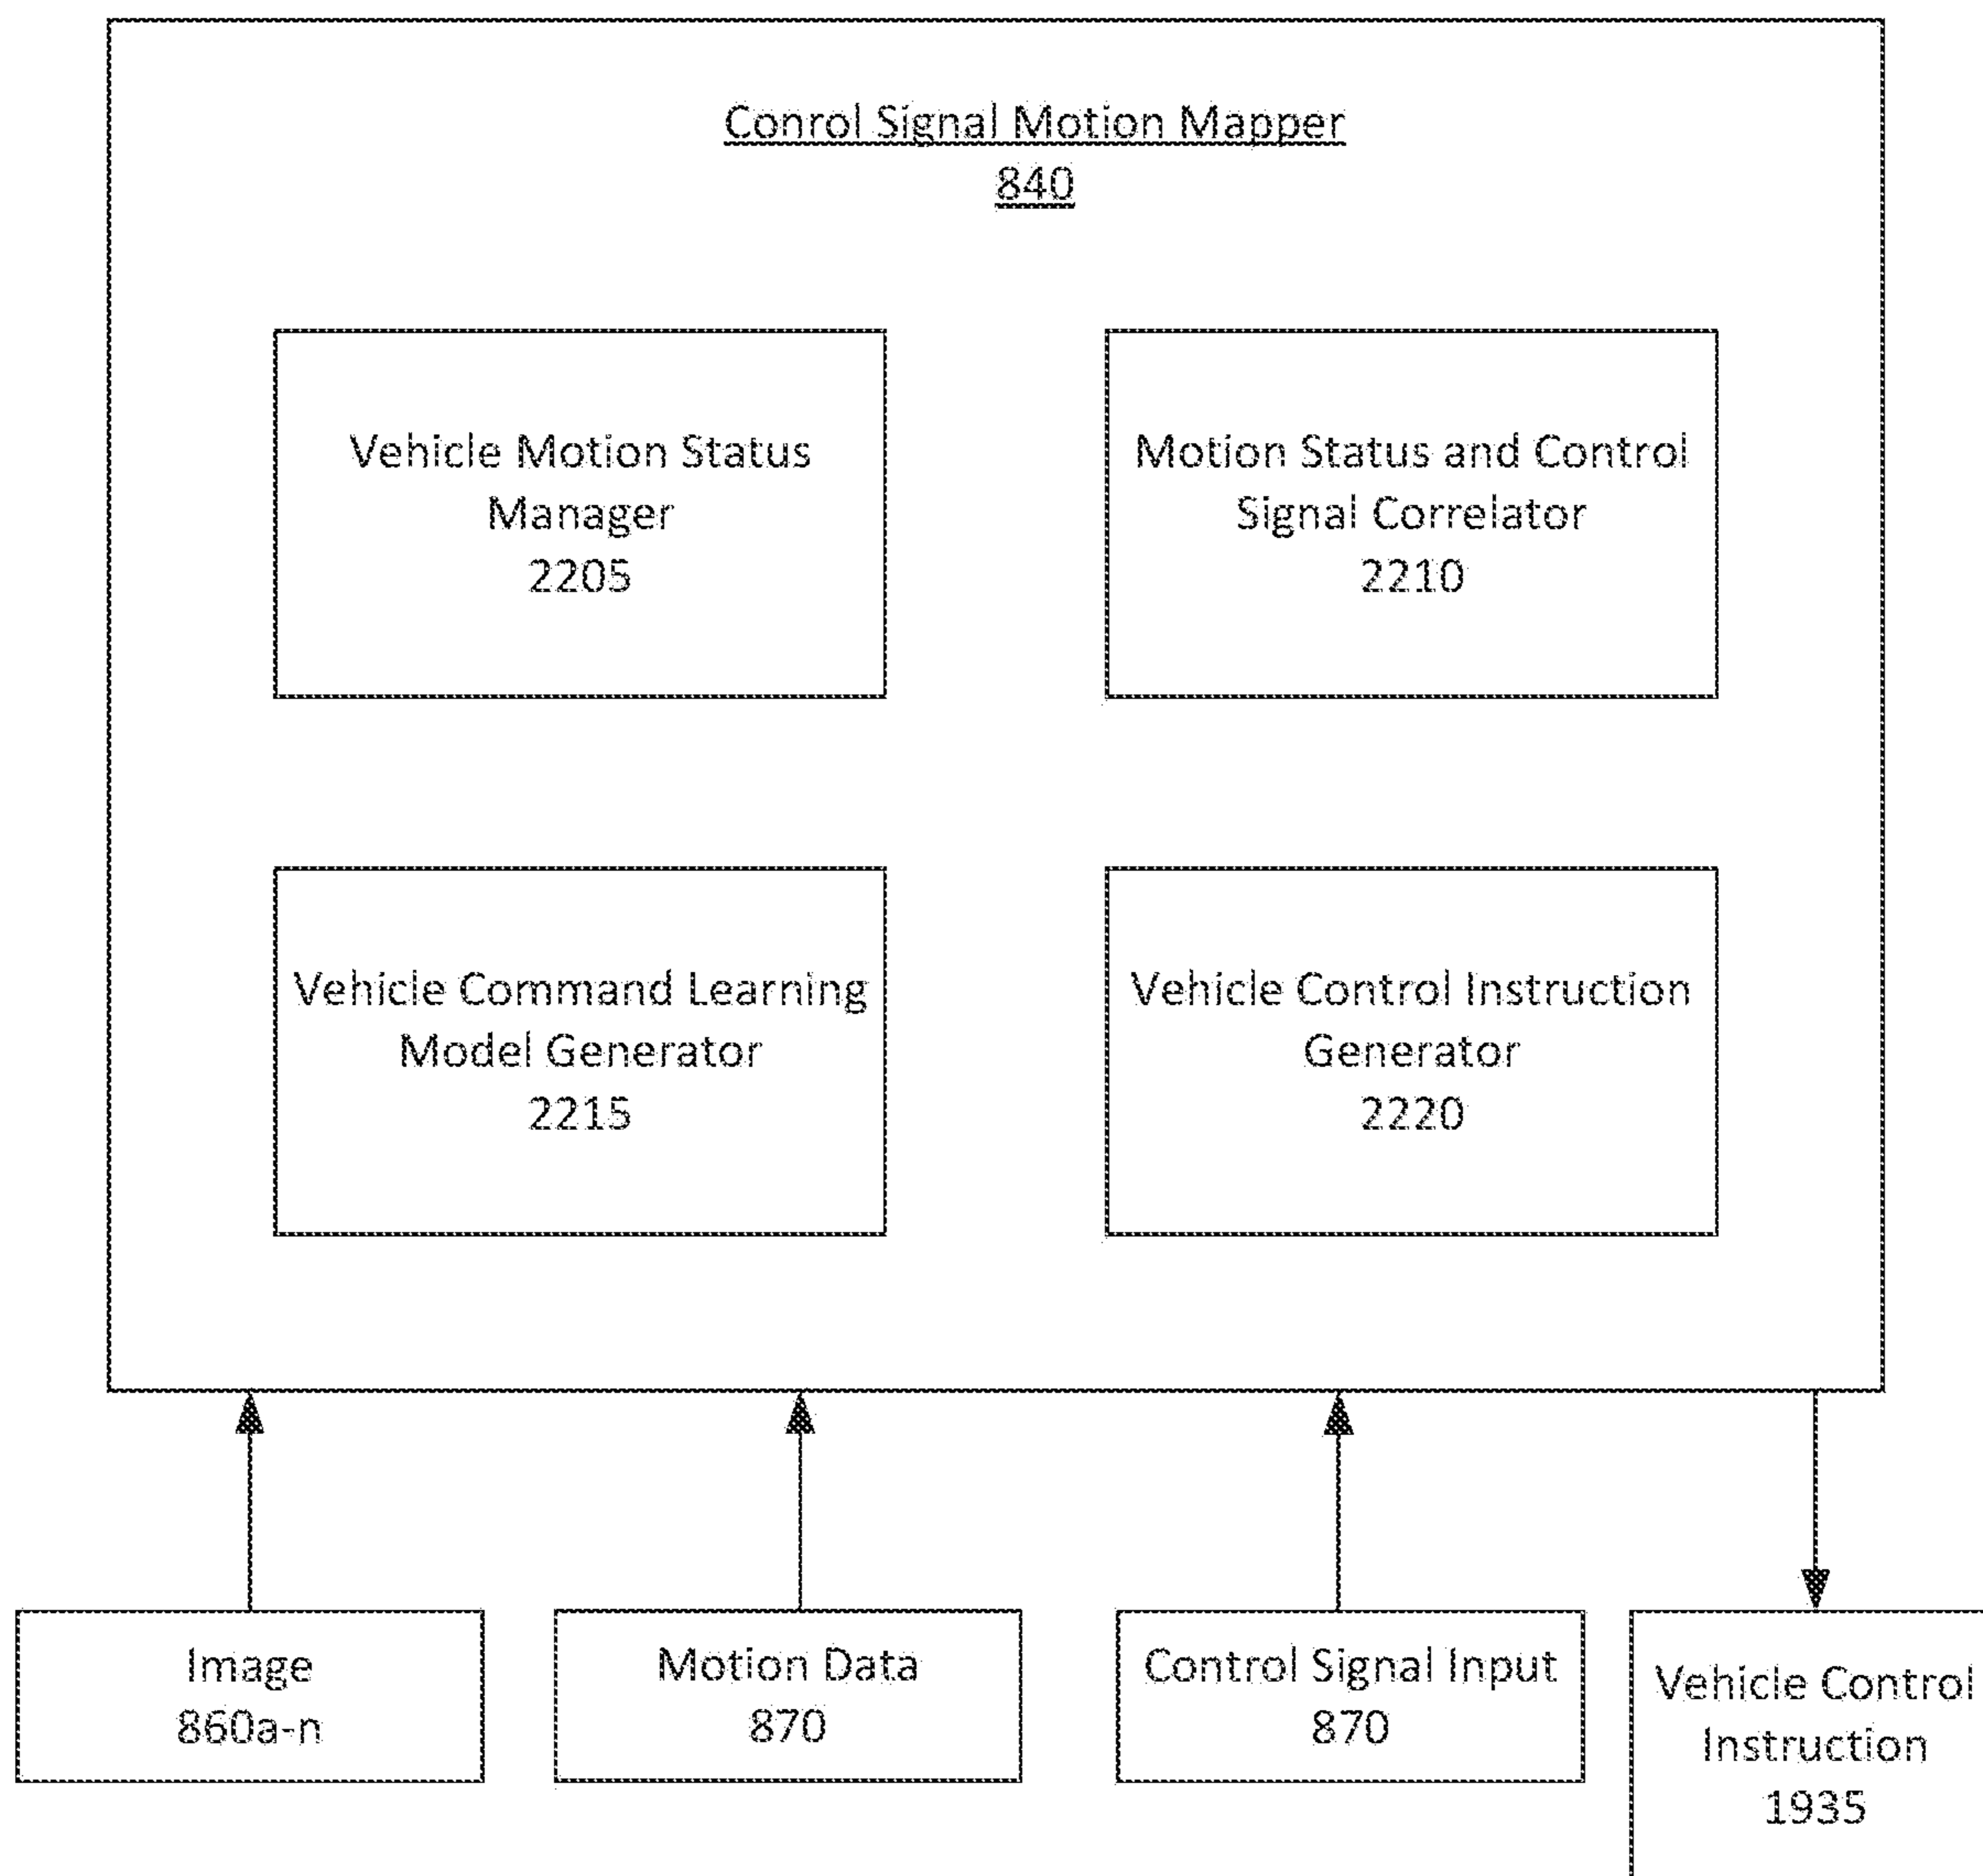 Conrol Signal Motion Mapper
840
Vehicle Motion Status
Manager
2205
Motion Status and Control
Signal Correlator
2210
Vehicle Command Learning
Model Generator
2215
Vehicle Control Instruction
Generator
2220
Image
860a-n
Motion Data
870
Control Signal Input
870
Vehicle Control
Instruction
1935